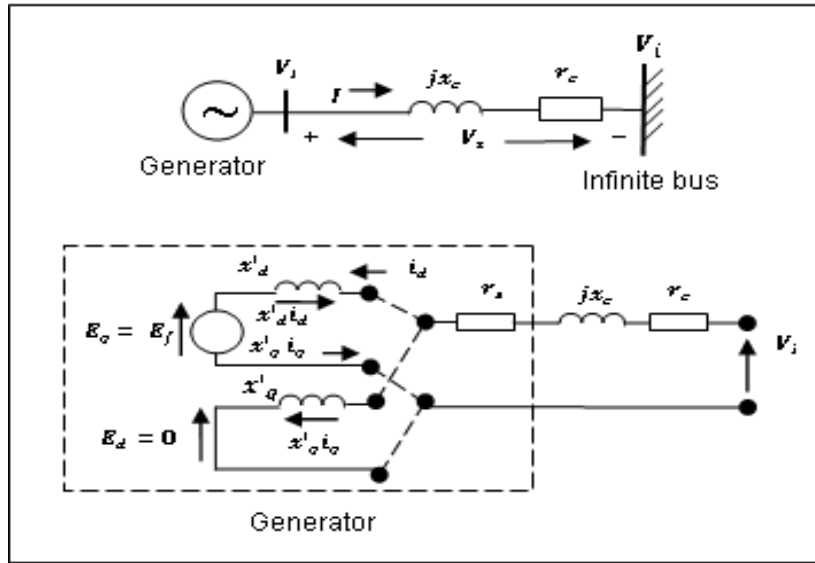 V_i
V_t jx_c r_c
I
+ V_x −
Generator
Infinite bus
x'_d i_d
r_s jx_c r_c
E_q = E_f x'_d i_d
x'_q i_q V_i
x'_q
E_d = 0
x'_q i_q
Generator